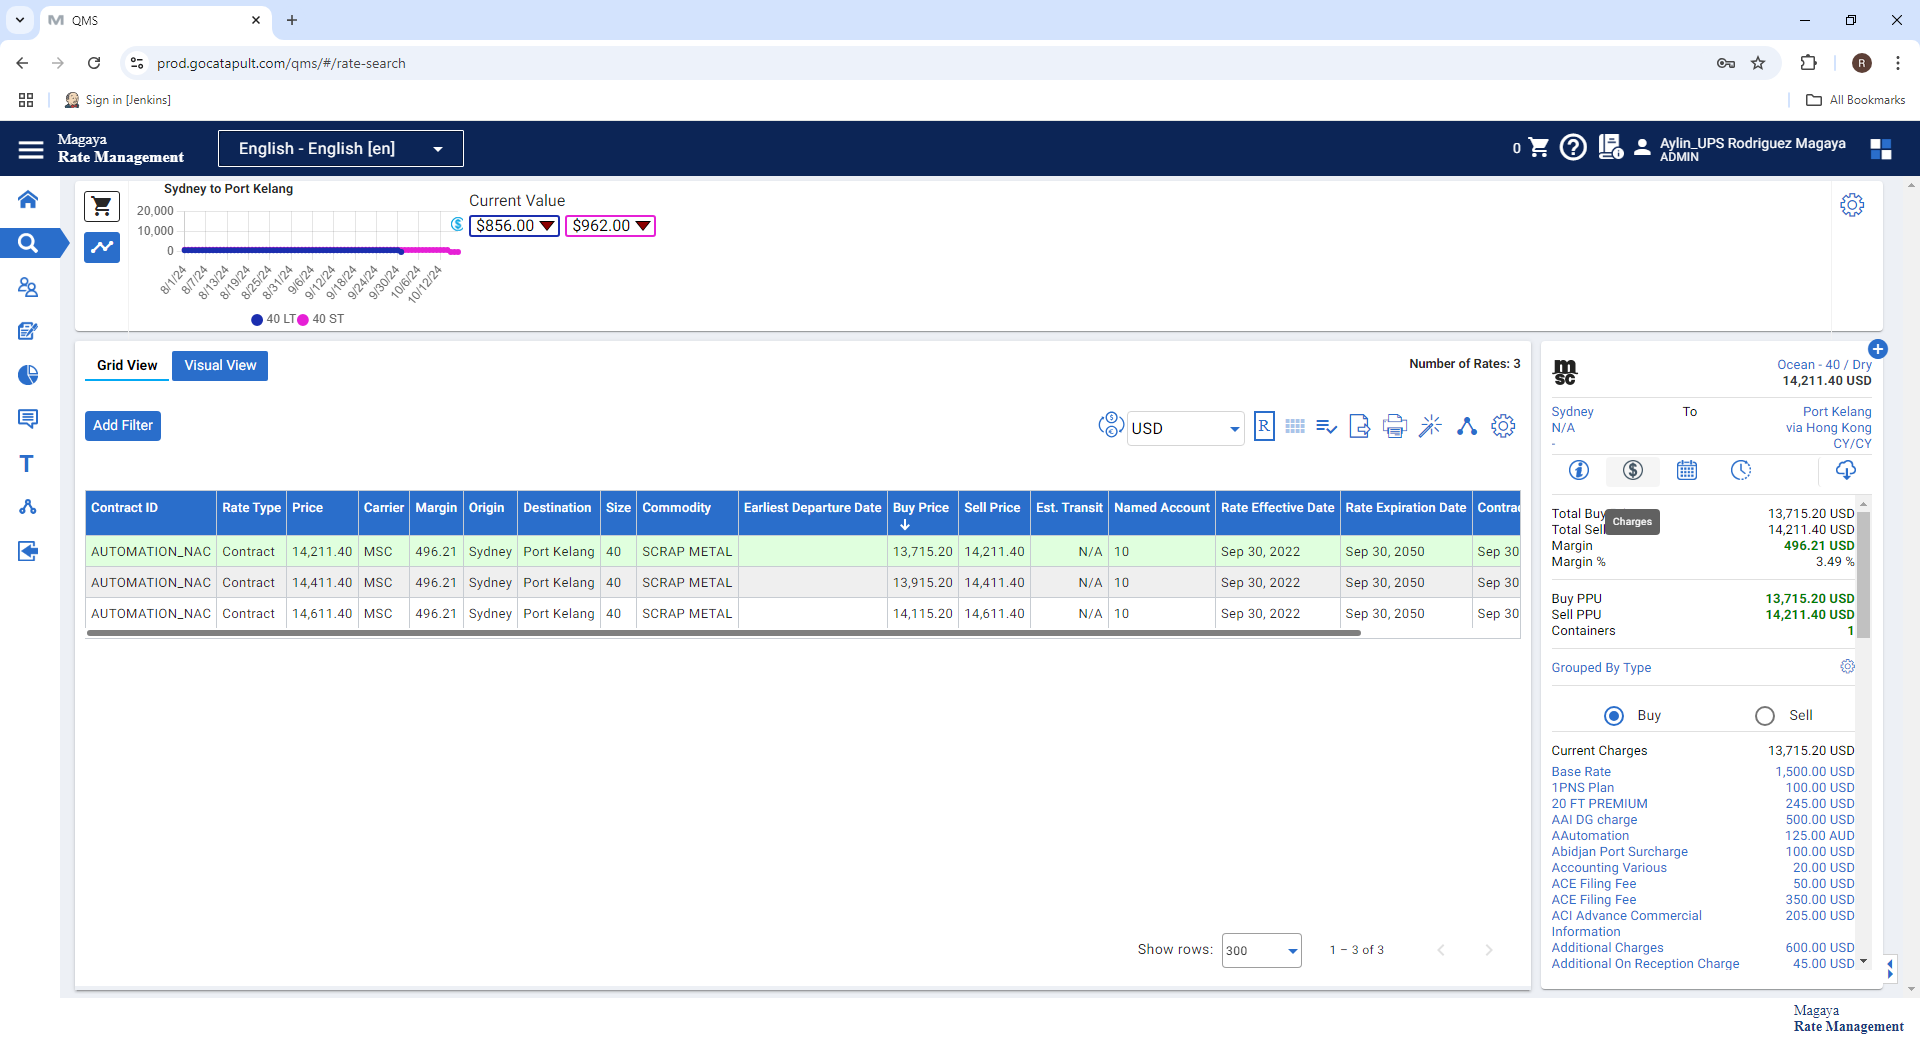 QMS
prod.gocatapult.com/qms/#/rate-search
R
Sign in [Jenkins]
All Bookmarks
Magaya
Rate Management
English - English [en]
0
Aylin_UPS Rodriguez Magaya
ADMIN
Sydney to Port Kelang
20,000
10,000
0
8/1/24 8/7/24 8/13/24 8/19/24 8/25/24 8/31/24 9/6/24 9/12/24 9/18/24 9/24/24 9/30/24 10/6/24 10/12/24
40 LT 40 ST
Current Value
$856.00 $962.00
Grid View Visual View
Number of Rates: 3
Add Filter
USD
R
Contract ID Rate Type Price Carrier Margin Origin Destination Size Commodity Earliest Departure Date Buy Price Sell Price Est. Transit Named Account Rate Effective Date Rate Expiration Date Contrac
AUTOMATION_NAC Contract 14,211.40 MSC 496.21 Sydney Port Kelang 40 SCRAP METAL 13,715.20 14,211.40 N/A 10 Sep 30, 2022 Sep 30, 2050 Sep 30
AUTOMATION_NAC Contract 14,411.40 MSC 496.21 Sydney Port Kelang 40 SCRAP METAL 13,915.20 14,411.40 N/A 10 Sep 30, 2022 Sep 30, 2050 Sep 30
AUTOMATION_NAC Contract 14,611.40 MSC 496.21 Sydney Port Kelang 40 SCRAP METAL 14,115.20 14,611.40 N/A 10 Sep 30, 2022 Sep 30, 2050 Sep 30
Show rows: 300 1 – 3 of 3
msc
Ocean - 40 / Dry
14,211.40 USD
Sydney To Port Kelang
N/A via Hong Kong
- CY/CY
Total Buy 13,715.20 USD
Charges
Total Sell 14,211.40 USD
Margin 496.21 USD
Margin % 3.49 %
Buy PPU 13,715.20 USD
Sell PPU 14,211.40 USD
Containers 1
Grouped By Type
Buy Sell
Current Charges 13,715.20 USD
Base Rate 1,500.00 USD
1PNS Plan 100.00 USD
20 FT PREMIUM 245.00 USD
AAI DG charge 500.00 USD
AAutomation 125.00 AUD
Abidjan Port Surcharge 100.00 USD
Accounting Various 20.00 USD
ACE Filing Fee 50.00 USD
ACE Filing Fee 350.00 USD
ACI Advance Commercial 205.00 USD
Information
Additional Charges 600.00 USD
Additional On Reception Charge 45.00 USD
Magaya
Rate Management